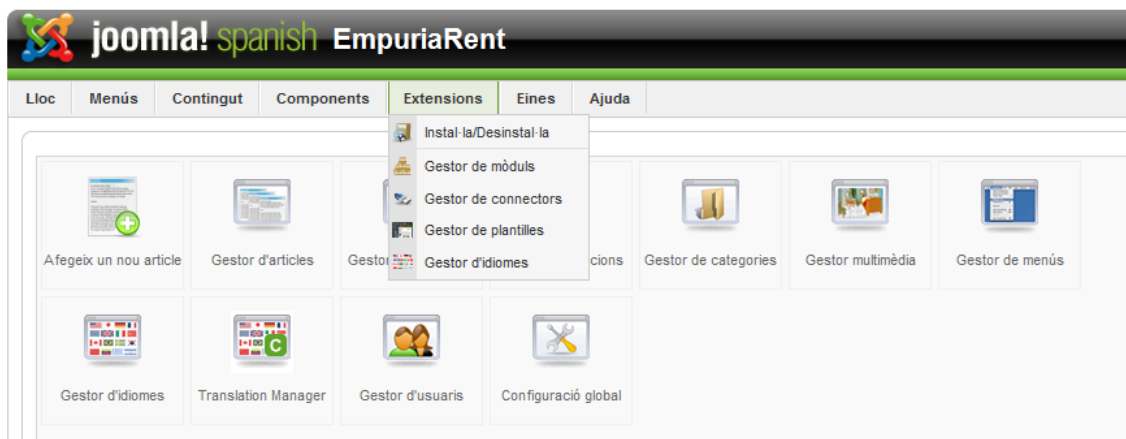 joomla! spanish EmpuriaRent
Lloc Menús Contingut Components Extensions Eines Ajuda
Instal·la/Desinstal·la
Gestor de mòduls
Gestor de connectors
Gestor de plantilles
Gestor d'idiomes
Afegeix un nou article Gestor d'articles Gestor cions Gestor de categories Gestor multimèdia Gestor de menús
C
Gestor d'idiomes Translation Manager Gestor d'usuaris Configuració global